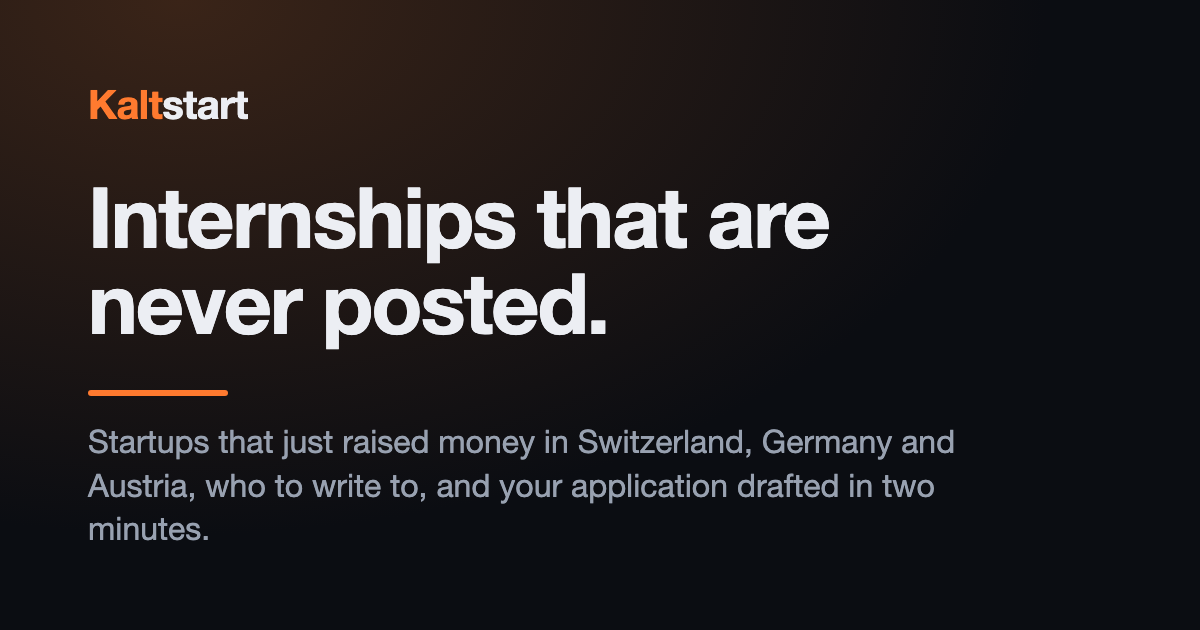 Kaltstart
Internships that are
never posted.
Startups that just raised money in Switzerland, Germany and
Austria, who to write to, and your application drafted in two
minutes.